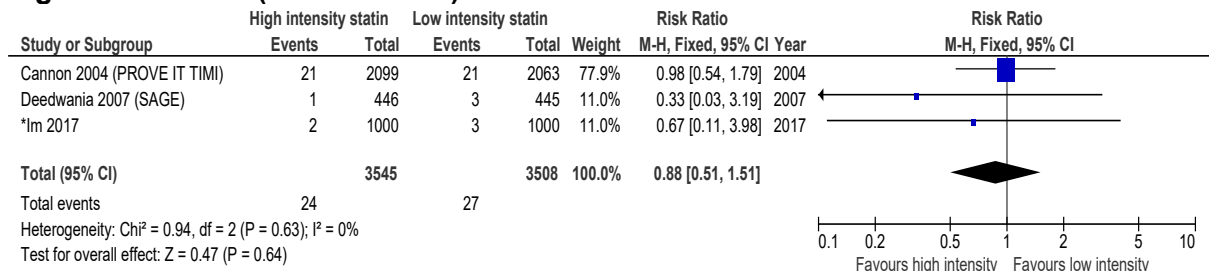 High intensity statin Low intensity statin Risk Ratio Risk Ratio
Study or Subgroup Events Total Events Total Weight M-H, Fixed, 95% CI Year M-H, Fixed, 95% CI
Cannon 2004 (PROVE IT TIMI) 21 2099 21 2063 77.9% 0.98 [0.54, 1.79] 2004
Deedwania 2007 (SAGE) 1 446 3 445 11.0% 0.33 [0.03, 3.19] 2007
*Im 2017 2 1000 3 1000 11.0% 0.67 [0.11, 3.98] 2017
Total (95% CI) 3545 3508 100.0% 0.88 [0.51, 1.51]
Total events 24 27
Heterogeneity: Chi² = 0.94, df = 2 (P = 0.63); I² = 0%
Test for overall effect: Z = 0.47 (P = 0.64)
0.1 0.2 0.5 1 2 5 10
Favours high intensity Favours low intensity